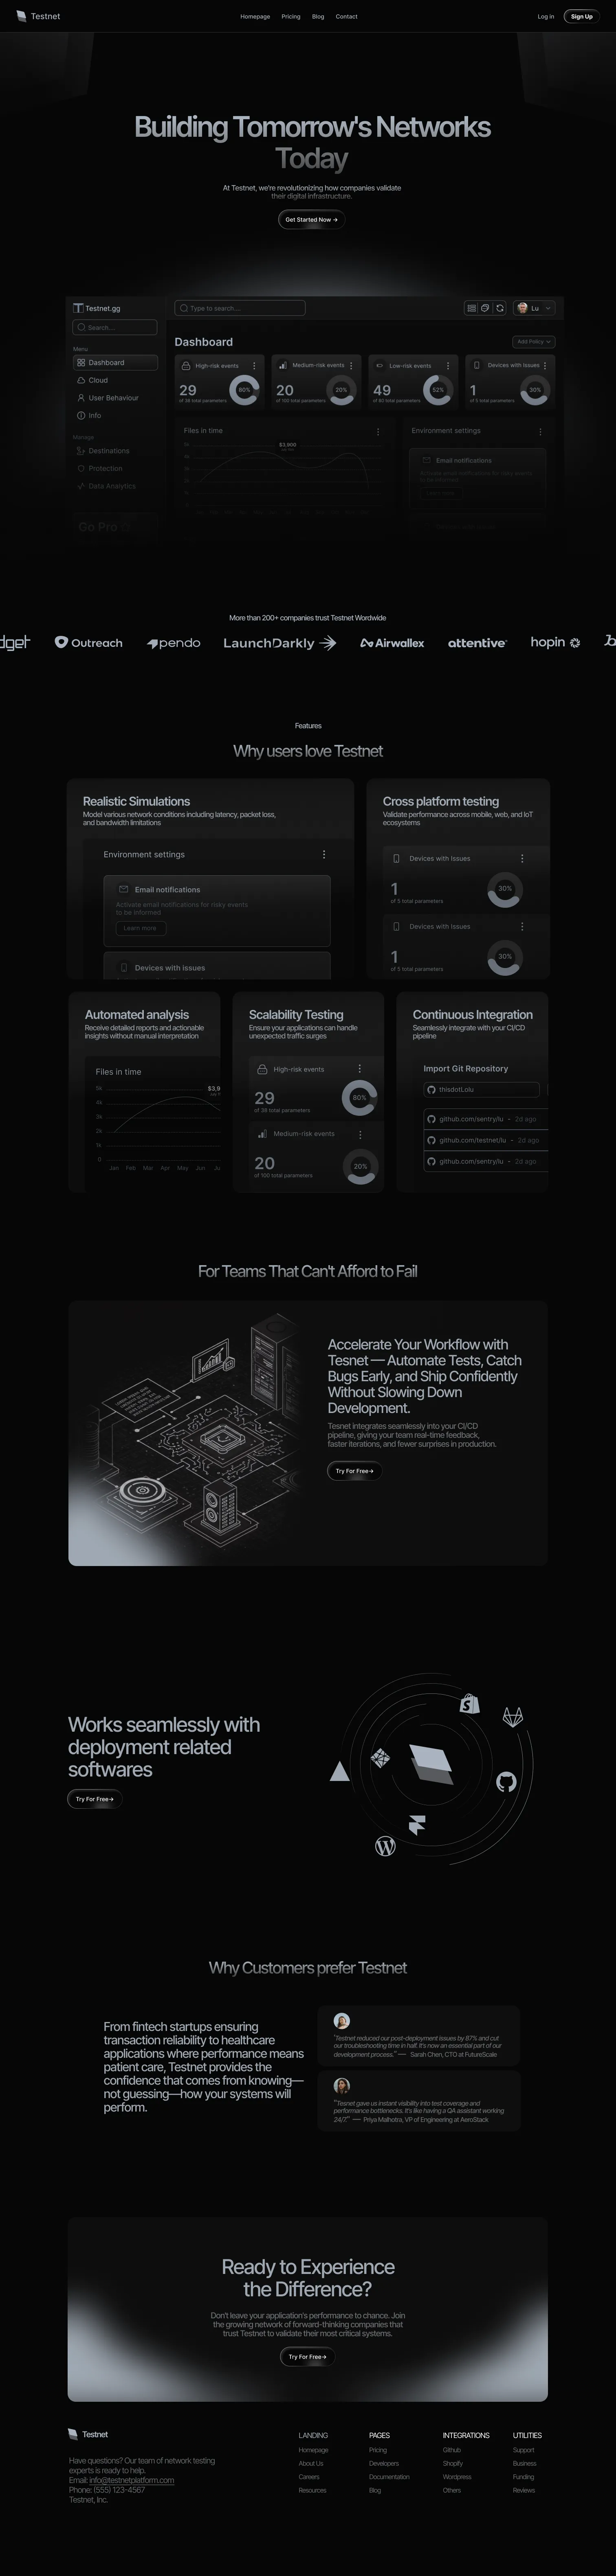 Testnet
Homepage
Pricing
Blog
Contact
Log in
Sign Up
Building Tomorrow's Networks
Today
At Testnet, we're revolutionizing how companies validate
their digital infrastructure.
Get Started Now →
Testnet.gg
Search...
Menu
Dashboard
Cloud
User Behaviour
Info
Manage
Destinations
Protection
Data Analytics
Go Pro
Type to search....
Lu
Dashboard
Add Policy
High-risk events
29
of 39 total parameters
80%
Medium-risk events
20
of 100 total parameters
20%
Low-risk events
49
of 80 total parameters
52%
Devices with Issues
1
of 5 total parameters
30%
Files in time
$3,900
Environment settings
Email notifications
Learn more
More than 200+ companies trust Testnet Wordwide
dget
Outreach
pendo
LaunchDarkly
Airwallex
attentive
hopin
b
Features
Why users love Testnet
Realistic Simulations
Model various network conditions including latency, packet loss,
and bandwidth limitations
Environment settings
Email notifications
Activate email notifications for risky events
to be informed
Learn more
Devices with issues
Cross platform testing
Validate performance across mobile, web, and IoT
ecosystems
Devices with Issues
1
of 5 total parameters
30%
Devices with Issues
1
of 5 total parameters
30%
Automated analysis
Receive detailed reports and actionable
insights without manual interpretation
Files in time
$3,9
5k
4k
3k
2k
1k
0
Jan Feb Mar Apr May Jun Ju
Scalability Testing
Ensure your applications can handle
unexpected traffic surges
High-risk events
29
of 39 total parameters
80%
Medium-risk events
20
of 100 total parameters
20%
Continuous Integration
Seamlessly integrate with your CI/CD
pipeline
Import Git Repository
thisdotLolu
github.com/sentry/lu - 2d ago
github.com/testnet/lu - 2d ago
github.com/sentry/lu - 2d ago
For Teams That Can't Afford to Fail
Accelerate Your Workflow with
Tesnet — Automate Tests, Catch
Bugs Early, and Ship Confidently
Without Slowing Down
Development.
Tesnet integrates seamlessly into your CI/CD
pipeline, giving your team real-time feedback,
faster iterations, and fewer surprises in production.
Try For Free→
Works seamlessly with
deployment related
softwares
Try For Free→
Why Customers prefer Testnet
From fintech startups ensuring
transaction reliability to healthcare
applications where performance means
patient care, Testnet provides the
confidence that comes from knowing—
not guessing—how your systems will
perform.
"Testnet reduced our post-deployment issues by 87% and cut
our troubleshooting time in half. It's now an essential part of our
development process." — Sarah Chen, CTO at FutureScale
"Testnet gave us instant visibility into test coverage and
performance bottlenecks. It's like having a QA assistant working
24/7." — Priya Malhotra, VP of Engineering at AeroStack
Ready to Experience
the Difference?
Don't leave your application's performance to chance. Join
the growing network of forward-thinking companies that
trust Testnet to validate their most critical systems.
Try For Free→
Testnet
Have questions? Our team of network testing
experts is ready to help.
Email: info@testnetplatform.com
Phone: (555) 123-4567
Testnet, Inc.
LANDING
Homepage
About Us
Careers
Resources
PAGES
Pricing
Developers
Documentation
Blog
INTEGRATIONS
Github
Shopify
Wordpress
Others
UTILITIES
Support
Business
Funding
Reviews